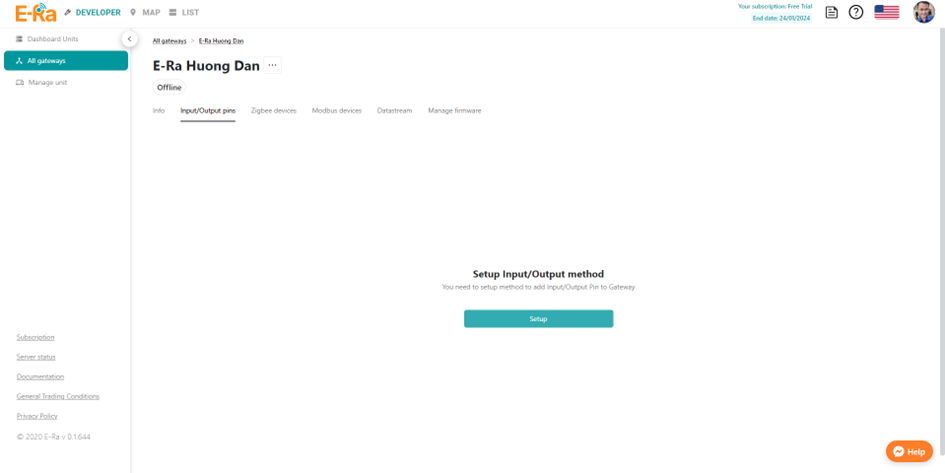 E-Ra DEVELOPER MAP LIST
Your subscription: Free Trial
End date: 24/01/2024
Dashboard Units
All gateways
Manage unit
All gateways > E-Ra Huong Dan
E-Ra Huong Dan ...
Offline
Info Input/Output pins Zigbee devices Modbus devices Datastream Manage firmware
Setup Input/Output method
You need to setup method to add Input/Output Pin to Gateway
Setup
Subscription
Server status
Documentation
General Trading Conditions
Privacy Policy
© 2020 E-Ra v 0.1.644
Help